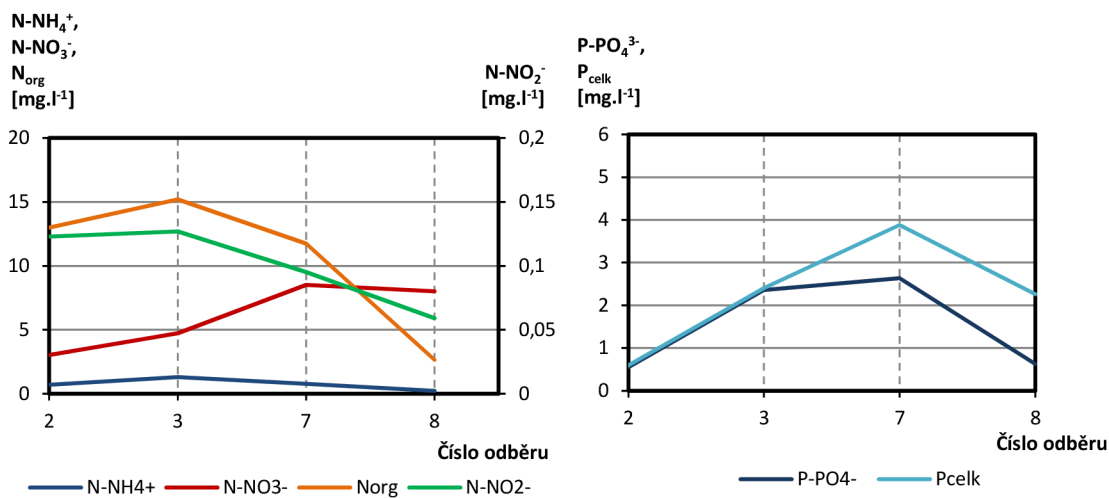 N-NH₄⁺,
N-NO₃⁻,
Norg
[mg.l⁻¹]
N-NO₂⁻
[mg.l⁻¹]
20
15
10
5
0
0,2
0,15
0,1
0,05
0
2 3 7 8
Číslo odběru
N-NH4+ N-NO3- Norg N-NO2-
P-PO₄³⁻,
Pcelk
[mg.l⁻¹]
6
5
4
3
2
1
0
2 3 7 8
Číslo odběru
P-PO4- Pcelk